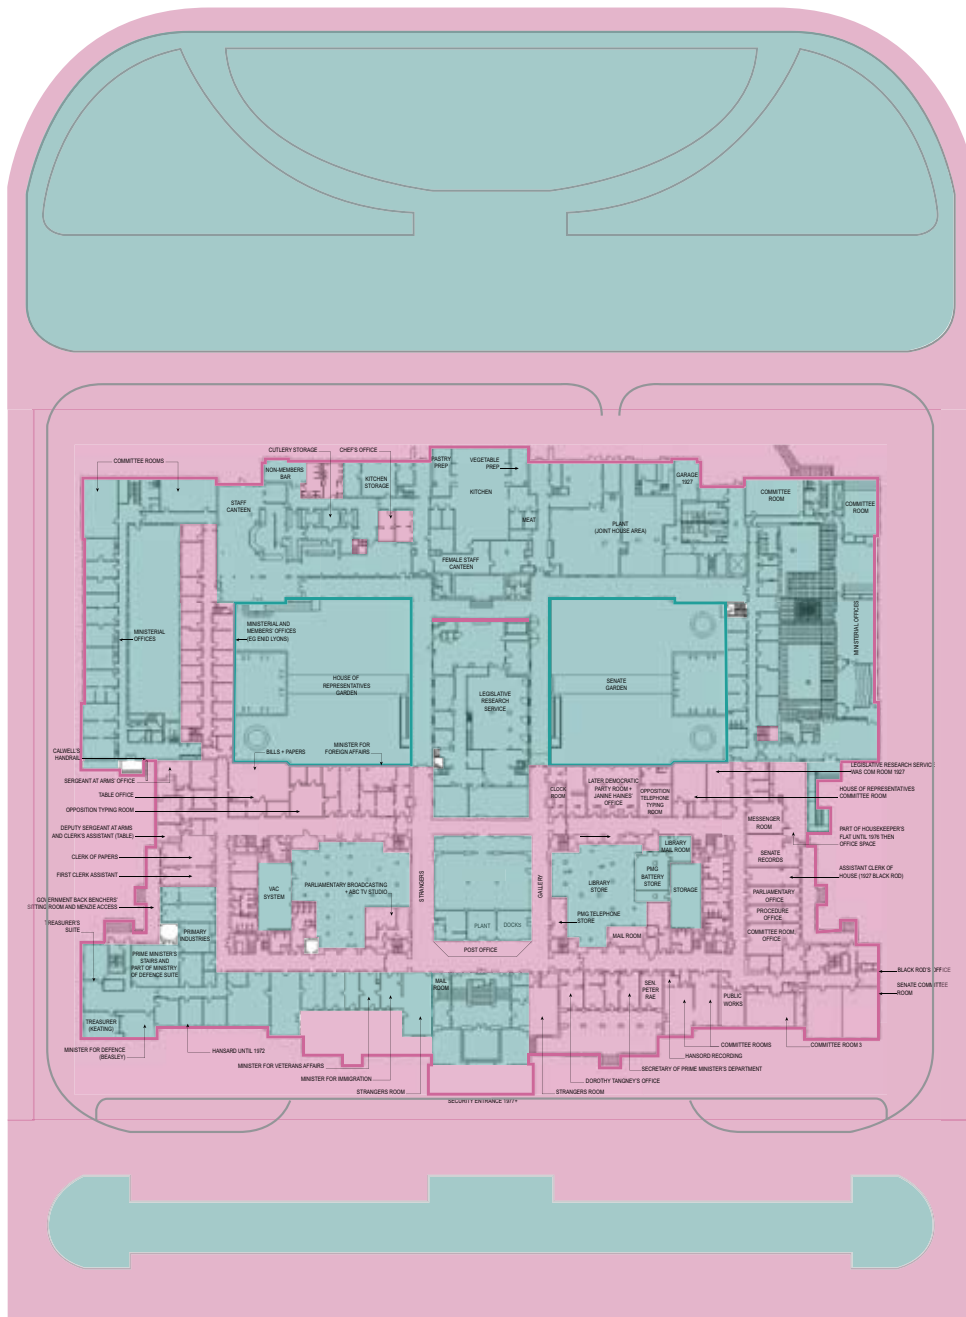 CUTLERY STORAGE
CHEF'S OFFICE
COMMITTEE ROOMS
NON-MEMBERS
BAR
KITCHEN
STORAGE
PASTRY
PREP
VEGETABLE
PREP
KITCHEN
GARAGE
1927
COMMITTEE
ROOM
COMMITTEE
ROOM
STAFF
CANTEEN
MEAT
PLANT
(JOINT HOUSE AREA)
FEMALE STAFF
CANTEEN
MINISTERIAL
OFFICES
MINISTERIAL AND
MEMBERS' OFFICES
(EG ENID LYONS)
MINISTERIAL OFFICES
HOUSE OF
REPRESENTATIVES
GARDEN
LEGISLATIVE
RESEARCH
SERVICE
SENATE
GARDEN
CALWELL'S
HANDRAIL
BILLS + PAPERS
MINISTER FOR
FOREIGN AFFAIRS
LEGISLATIVE RESEARCH SERVIC
WAS COM ROOM 1927
SERGEANT AT ARMS' OFFICE
TABLE OFFICE
OPPOSITION TYPING ROOM
CLOCK
ROOM
LATER DEMOCRATIC
PARTY ROOM +
JANINE HAINES'
OFFICE
OPPOSITION
TELEPHONE
TYPING
ROOM
HOUSE OF REPRESENTATIVES
COMMITTEE ROOM
MESSENGER
ROOM
DEPUTY SERGEANT AT ARMS
AND CLERK'S ASSISTANT (TABLE)
PART OF HOUSEKEEPER'S
FLAT UNTIL 1976 THEN
OFFICE SPACE
LIBRARY
MAIL ROOM
CLERK OF PAPERS
SENATE
RECORDS
FIRST CLERK ASSISTANT
ASSISTANT CLERK OF
HOUSE (1927 BLACK ROD)
VAC
SYSTEM
PARLIAMENTARY BROADCASTING
+ ABC TV STUDIO
STRANGERS
GALLERY
LIBRARY
STORE
PMG
BATTERY
STORE
STORAGE
PARLIAMENTARY
OFFICE
GOVERNMENT BACK BENCHERS'
SITTING ROOM AND MENZIE ACCESS
PROCEDURE
OFFICE
TREASURER'S
SUITE
PRIMARY
INDUSTRIES
PLANT
DOCKS
PMG TELEPHONE
STORE
MAIL ROOM
COMMITTEE ROOM
OFFICE
POST OFFICE
PRIME MINISTER'S
STAIRS AND
PART OF MINISTRY
OF DEFENCE SUITE
MAIL
ROOM
SEN.
PETER
RAE
BLACK ROD'S OFFICE
SENATE COMMITTEE
ROOM
PUBLIC
WORKS
TREASURER
(KEATING)
MINISTER FOR DEFENCE
(BEASLEY)
HANSARD UNTIL 1972
COMMITTEE ROOMS
COMMITTEE ROOM 3
HANSORD RECORDING
MINISTER FOR VETERANS AFFAIRS
SECRETARY OF PRIME MINISTER'S DEPARTMENT
MINISTER FOR IMMIGRATION
DOROTHY TANGNEY'S OFFICE
STRANGERS ROOM
STRANGERS ROOM
SECURITY ENTRANCE 1977+